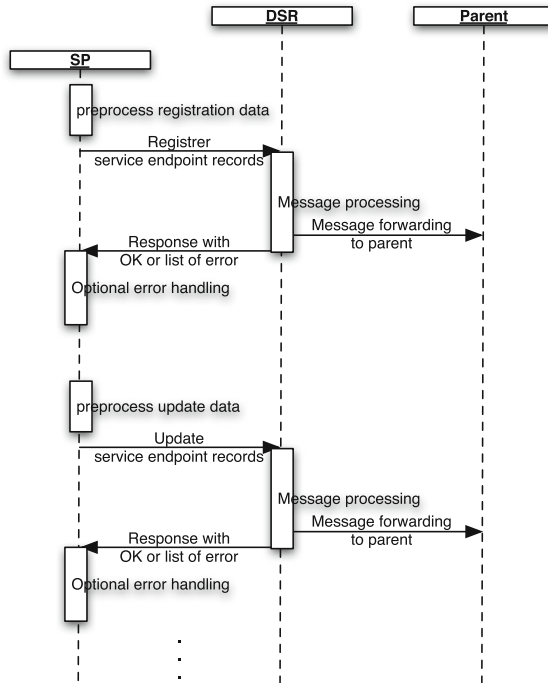 DSR
Parent
SP
preprocess registration data
Registrer
service endpoint records
Message processing
Message forwarding
to parent
Response with
OK or list of error
Optional error handling
preprocess update data
Update
service endpoint records
Message processing
Message forwarding
to parent
Response with
OK or list of error
Optional error handling